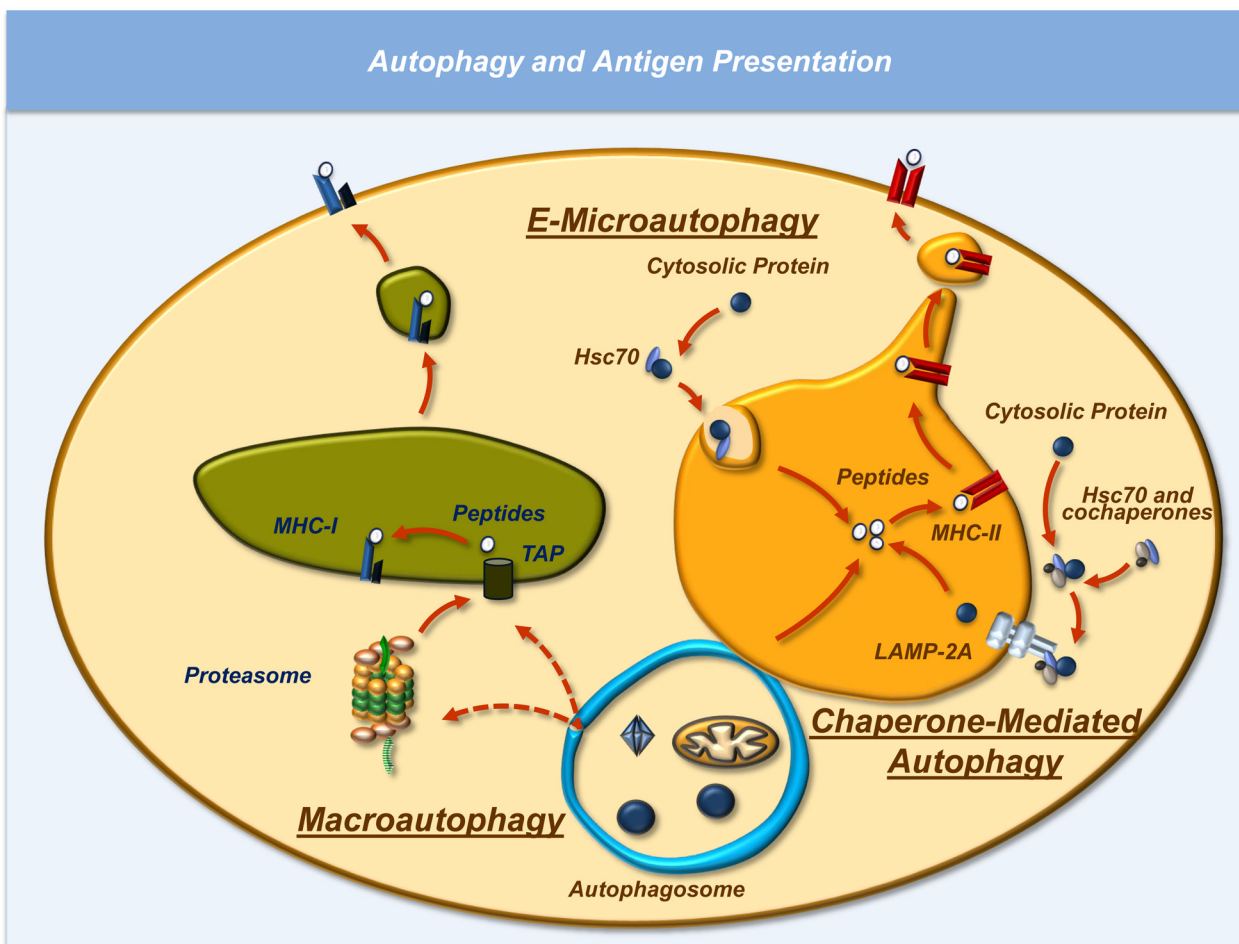 Autophagy and Antigen Presentation
E-Microautophagy
Cytosolic Protein
Hsc70
Cytosolic Protein
Hsc70 and
cochaperones
Peptides
MHC-II
MHC-I
Peptides
TAP
LAMP-2A
Proteasome
Chaperone-Mediated
Autophagy
Macroautophagy
Autophagosome